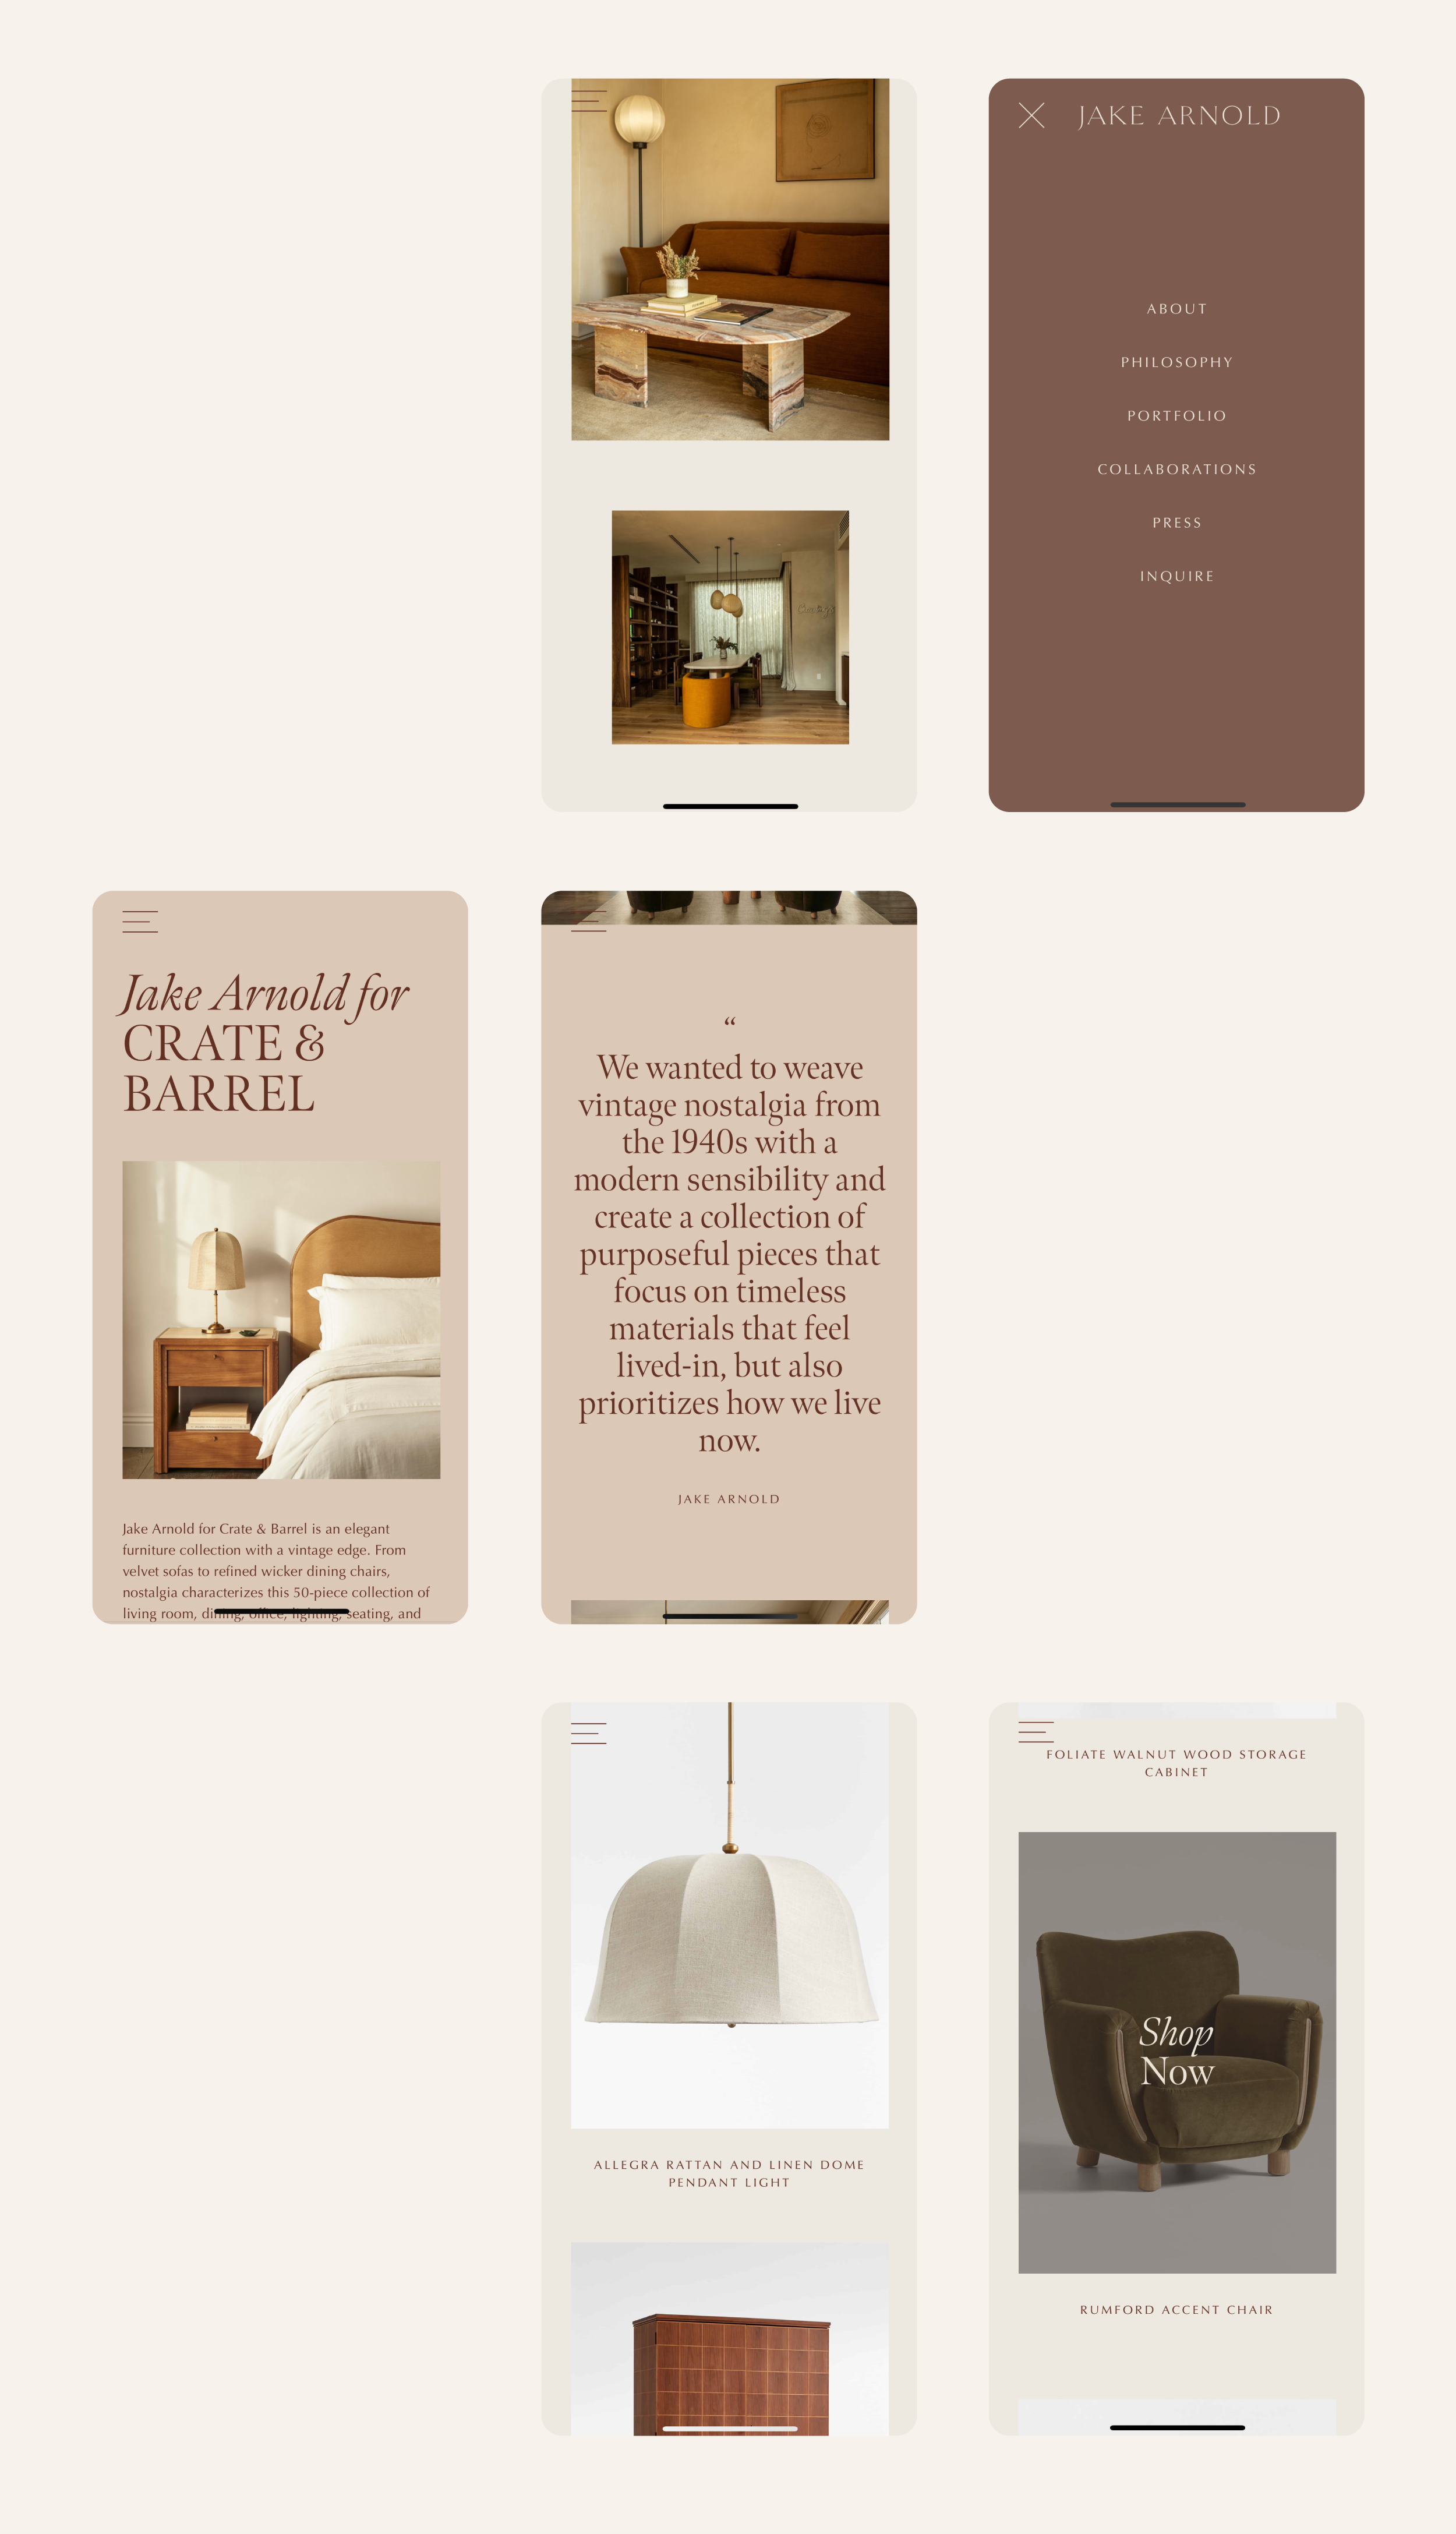 JAKE ARNOLD
ABOUT
PHILOSOPHY
PORTFOLIO
COLLABORATIONS
PRESS
INQUIRE
Jake Arnold for
CRATE &
BARREL
Jake Arnold for Crate & Barrel is an elegant
furniture collection with a vintage edge. From
velvet sofas to refined wicker dining chairs,
nostalgia characterizes this 50-piece collection of
living room, dining, office, lighting, seating, and
“
We wanted to weave
vintage nostalgia from
the 1940s with a
modern sensibility and
create a collection of
purposeful pieces that
focus on timeless
materials that feel
lived-in, but also
prioritizes how we live
now.
JAKE ARNOLD
ALLEGRA RATTAN AND LINEN DOME
PENDANT LIGHT
FOLIATE WALNUT WOOD STORAGE
CABINET
Shop
Now
RUMFORD ACCENT CHAIR